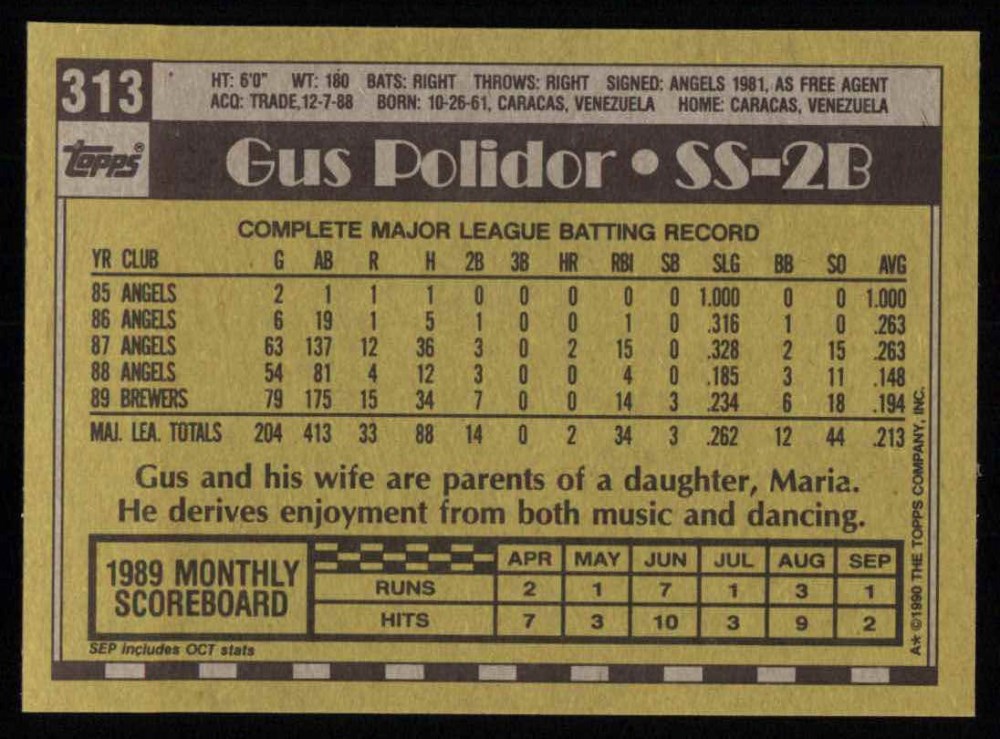 313
HT: 6'0" WT: 180 BATS: RIGHT THROWS: RIGHT SIGNED: ANGELS 1981, AS FREE AGENT
ACQ: TRADE,12-7-88 BORN: 10-26-61, CARACAS, VENEZUELA HOME: CARACAS, VENEZUELA
Topps®
Gus Polidor • SS-2B
COMPLETE MAJOR LEAGUE BATTING RECORD
YR CLUB G AB R H 2B 3B HR RBI SB SLG BB SO AVG
85 ANGELS 2 1 1 1 0 0 0 0 0 1.000 0 0 1.000
86 ANGELS 6 19 1 5 1 0 0 1 0 .316 1 0 .263
87 ANGELS 63 137 12 36 3 0 2 15 0 .328 2 15 .263
88 ANGELS 54 81 4 12 3 0 0 4 0 .185 3 11 .148
89 BREWERS 79 175 15 34 7 0 0 14 3 .234 6 18 .194
MAJ. LEA. TOTALS 204 413 33 88 14 0 2 34 3 .262 12 44 .213
Gus and his wife are parents of a daughter, Maria.
He derives enjoyment from both music and dancing.
1989 MONTHLY
SCOREBOARD
APR MAY JUN JUL AUG SEP
RUNS 2 1 7 1 3 1
HITS 7 3 10 3 9 2
SEP includes OCT stats
A* ©1990 THE TOPPS COMPANY, INC.